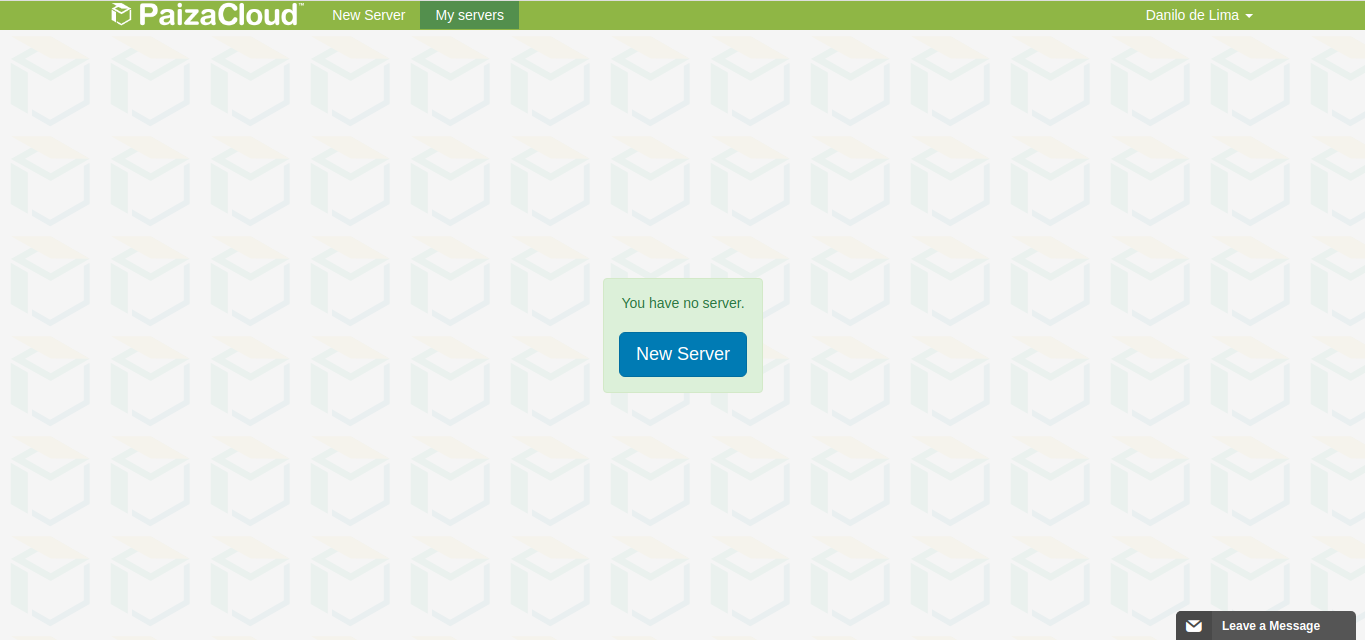 PaizaCloud™ New Server My servers Danilo de Lima
You have no server.
New Server
Leave a Message